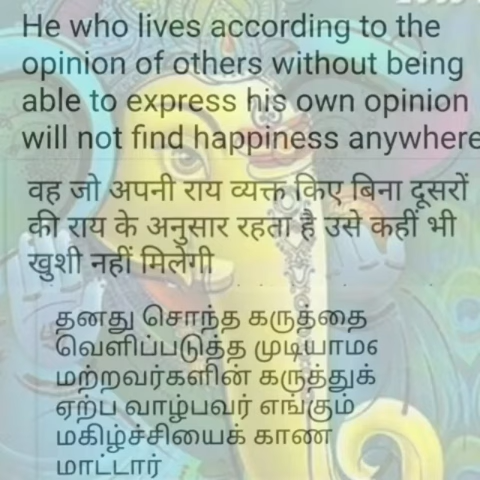 He who lives according to the
opinion of others without being
able to express his own opinion
will not find happiness anywhere
वह जो अपनी राय व्यक्त किए बिना दूसरों
की राय के अनुसार रहता है उसे कहीं भी
खुशी नहीं मिलेगी
தனது சொந்த கருத்தை
வெளிப்படுத்த முடியாம
மற்றவர்களின் கருத்துக்
ஏற்ப வாழ்பவர் எங்கும்
மகிழ்ச்சியைக் காண
மாட்டார்